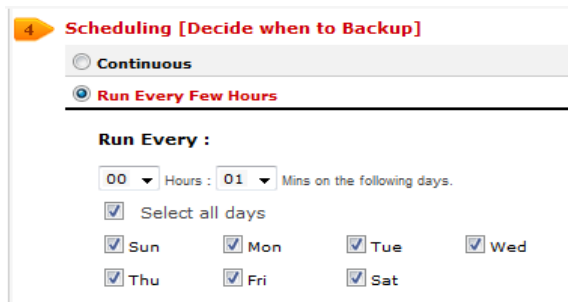 4 Scheduling [Decide when to Backup]
Continuous
Run Every Few Hours
Run Every :
00 Hours : 01 Mins on the following days.
Select all days
Sun Mon Tue Wed
Thu Fri Sat